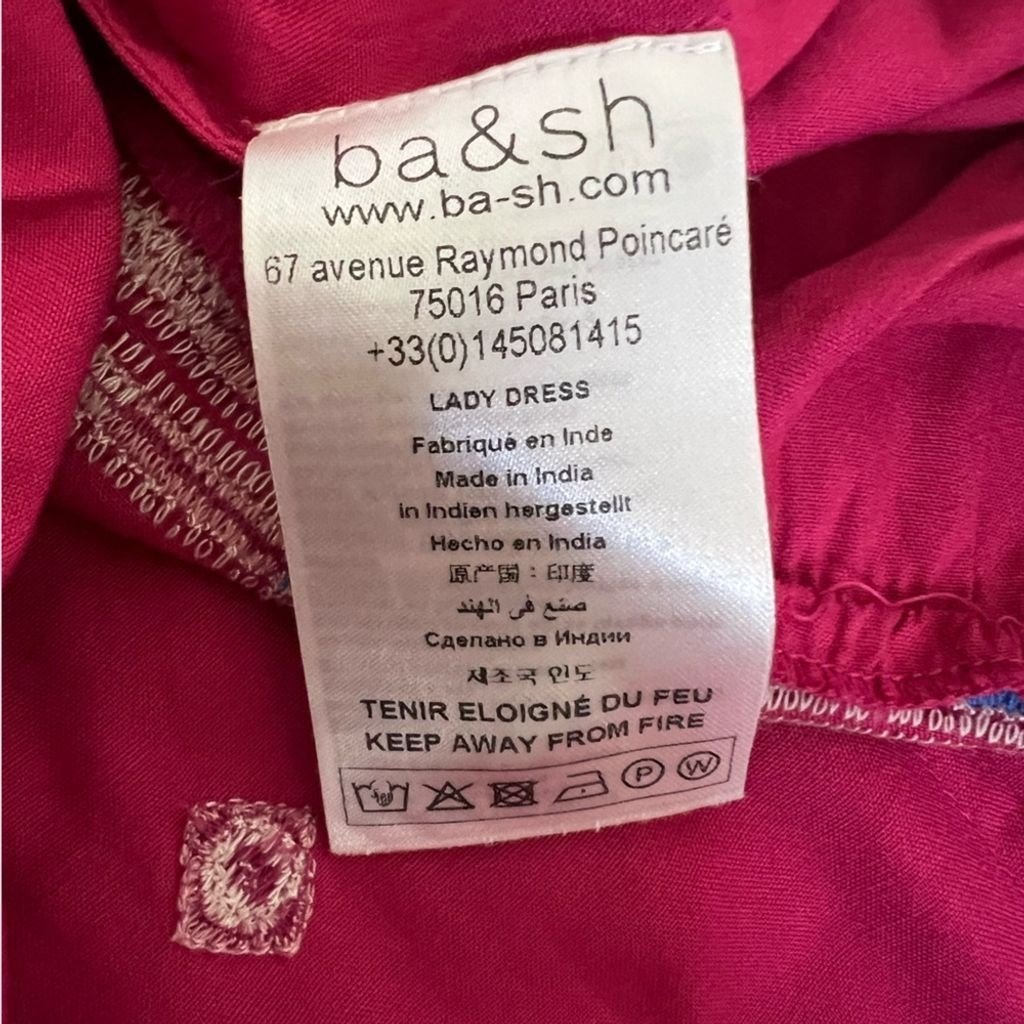 ba&sh
www.ba-sh.com
67 avenue Raymond Poincaré
75016 Paris
+33(0)145081415
LADY DRESS
Fabriqué en Inde
Made in India
in Indien hergestellt
Hecho en India
原产国：印度
صنع في الهند
Сделано в Индии
제조국 인도
TENIR ELOIGNÉ DU FEU
KEEP AWAY FROM FIRE
P W